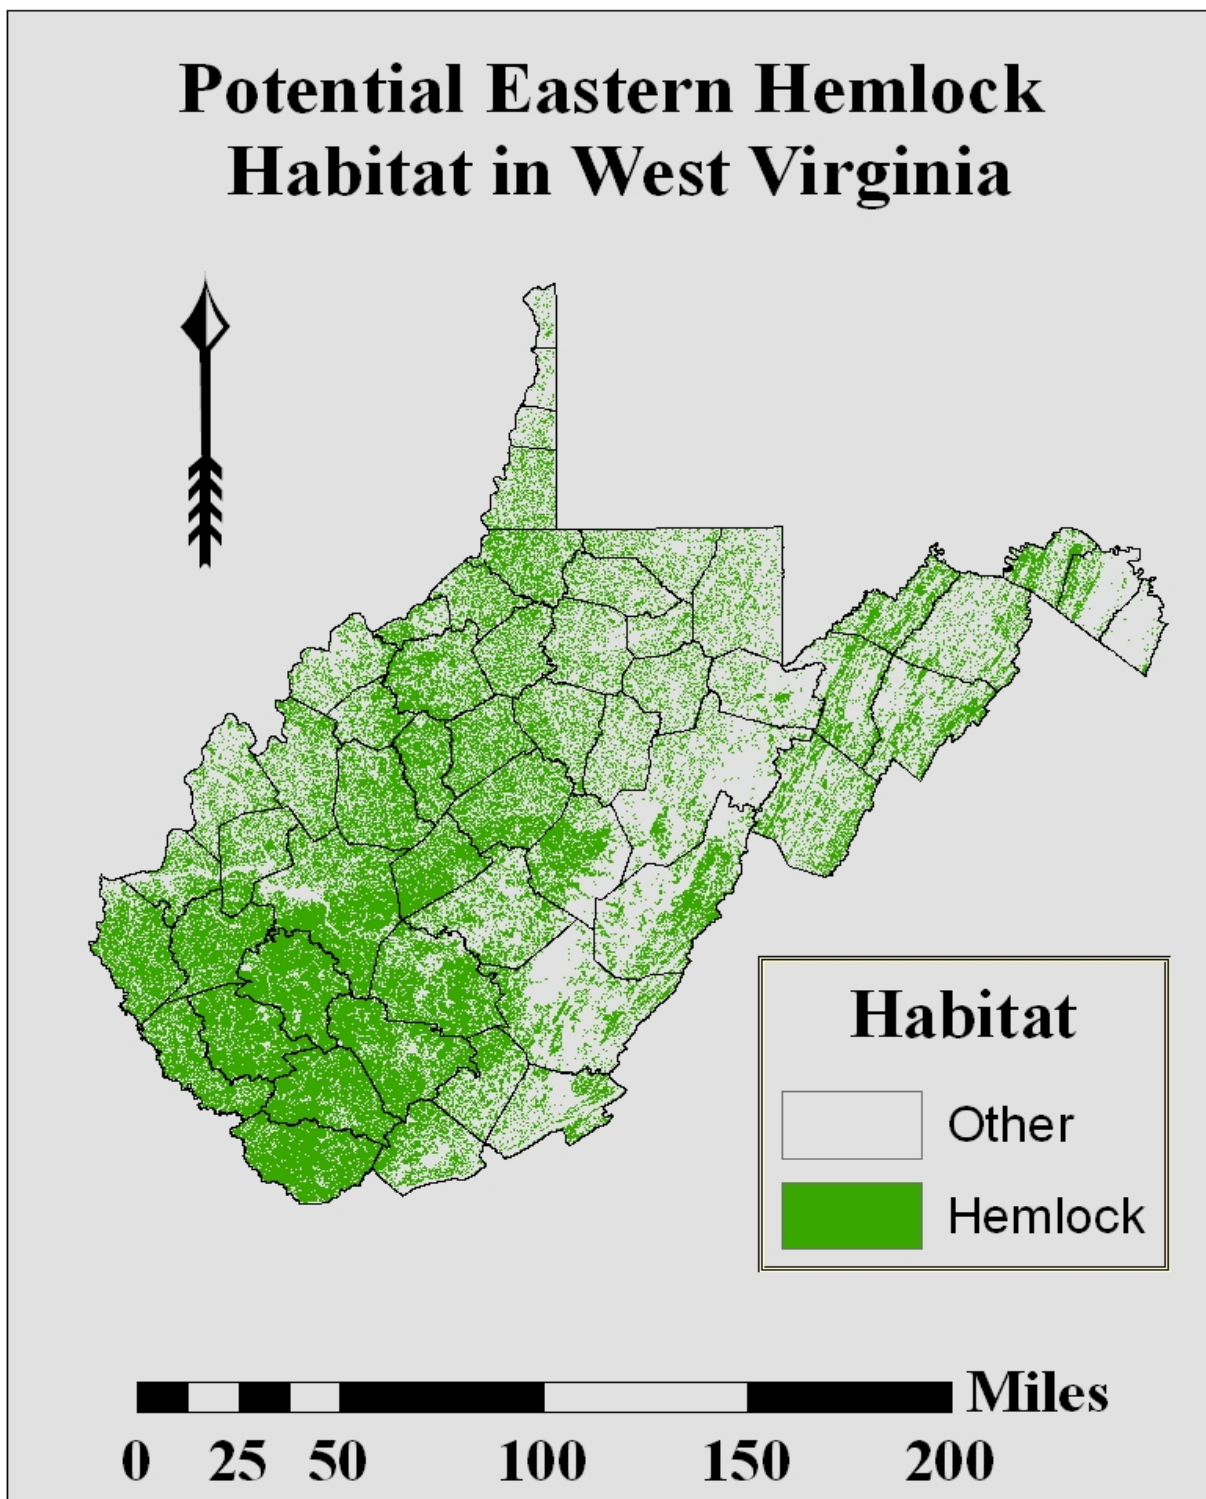 Potential Eastern Hemlock
Habitat in West Virginia
Habitat
Other
Hemlock
Miles
0 25 50 100 150 200